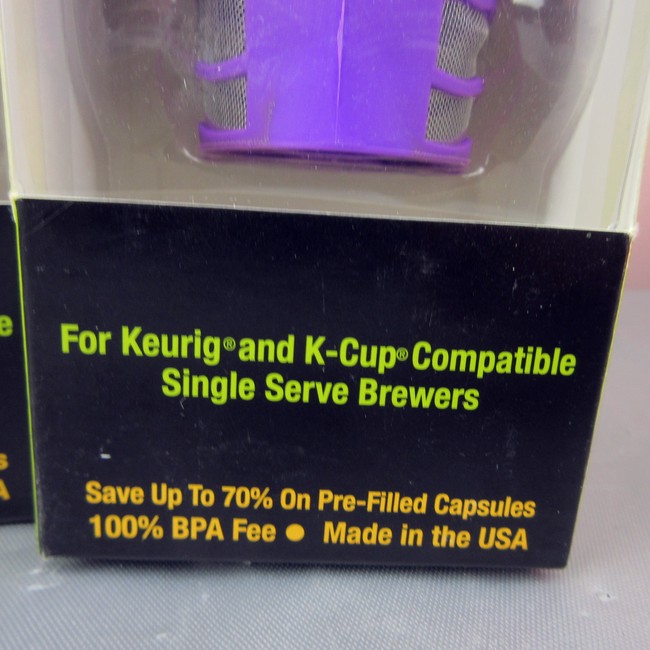 For Keurig® and K-Cup® Compatible
Single Serve Brewers
Save Up To 70% On Pre-Filled Capsules
100% BPA Fee ● Made in the USA
e
s
A